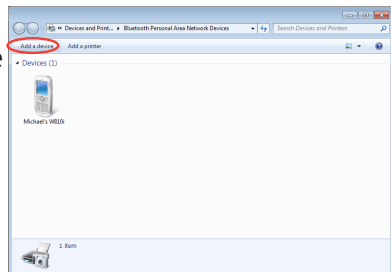 « Devices and Print... ▸ Bluetooth Personal Area Network Devices
Search Devices and Printers
Add a device
Add a printer
e
Devices (1)
Michael's W810i
1 item